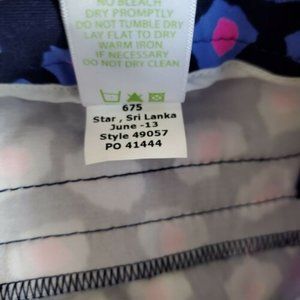 NO BLEACH
DRY PROMPTLY
DO NOT TUMBLE DRY
LAY FLAT TO DRY
WARM IRON
IF NECESSARY
DO NOT DRY CLEAN
675
Star , Sri Lanka
June -13
Style 49057
PO 41444